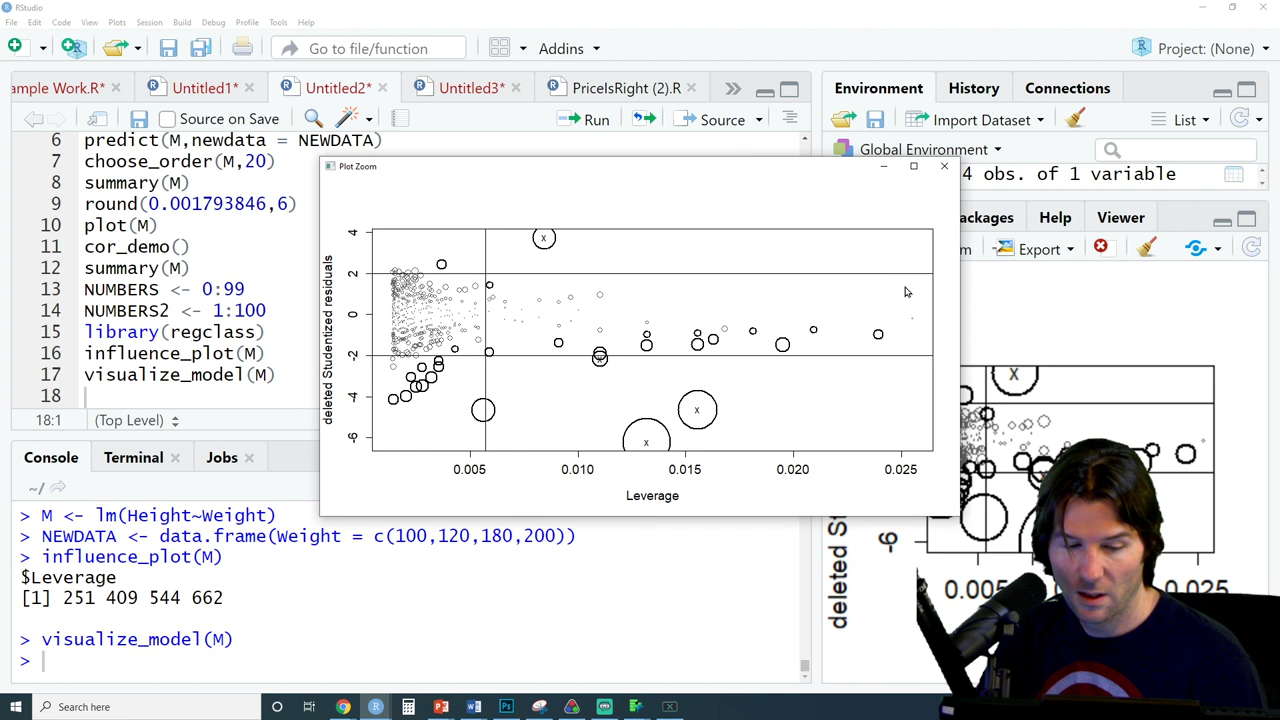 RStudio
File Edit Code View Plots Session Build Debug Profile Tools Help
Go to file/function
Addins
Project: (None)
ample Work.R*
Untitled1*
Untitled2*
Untitled3*
PriceIsRight (2).R
Source on Save
Run
Source
6 predict(M,newdata = NEWDATA)
7 choose_order(M,20)
8 summary(M)
9 round(0.001793846,6)
10 plot(M)
11 cor_demo()
12 summary(M)
13 NUMBERS <- 0:99
14 NUMBERS2 <- 1:100
15 library(regclass)
16 influence_plot(M)
17 visualize_model(M)
18
18:1 (Top Level)
R Script
Console Terminal Jobs
~/
> M <- lm(Height~Weight)
> NEWDATA <- data.frame(Weight = c(100,120,180,200))
> influence_plot(M)
$Leverage
[1] 251 409 544 662
> visualize_model(M)
>
Plot Zoom
deleted Studentized residuals
4
2
0
-2
-4
-6
0.005 0.010 0.015 0.020 0.025
Leverage
Environment History Connections
Import Dataset
List
Global Environment
4 obs. of 1 variable
ackages Help Viewer
m
Export
deleted S
-6
0.005
0.025
Search here